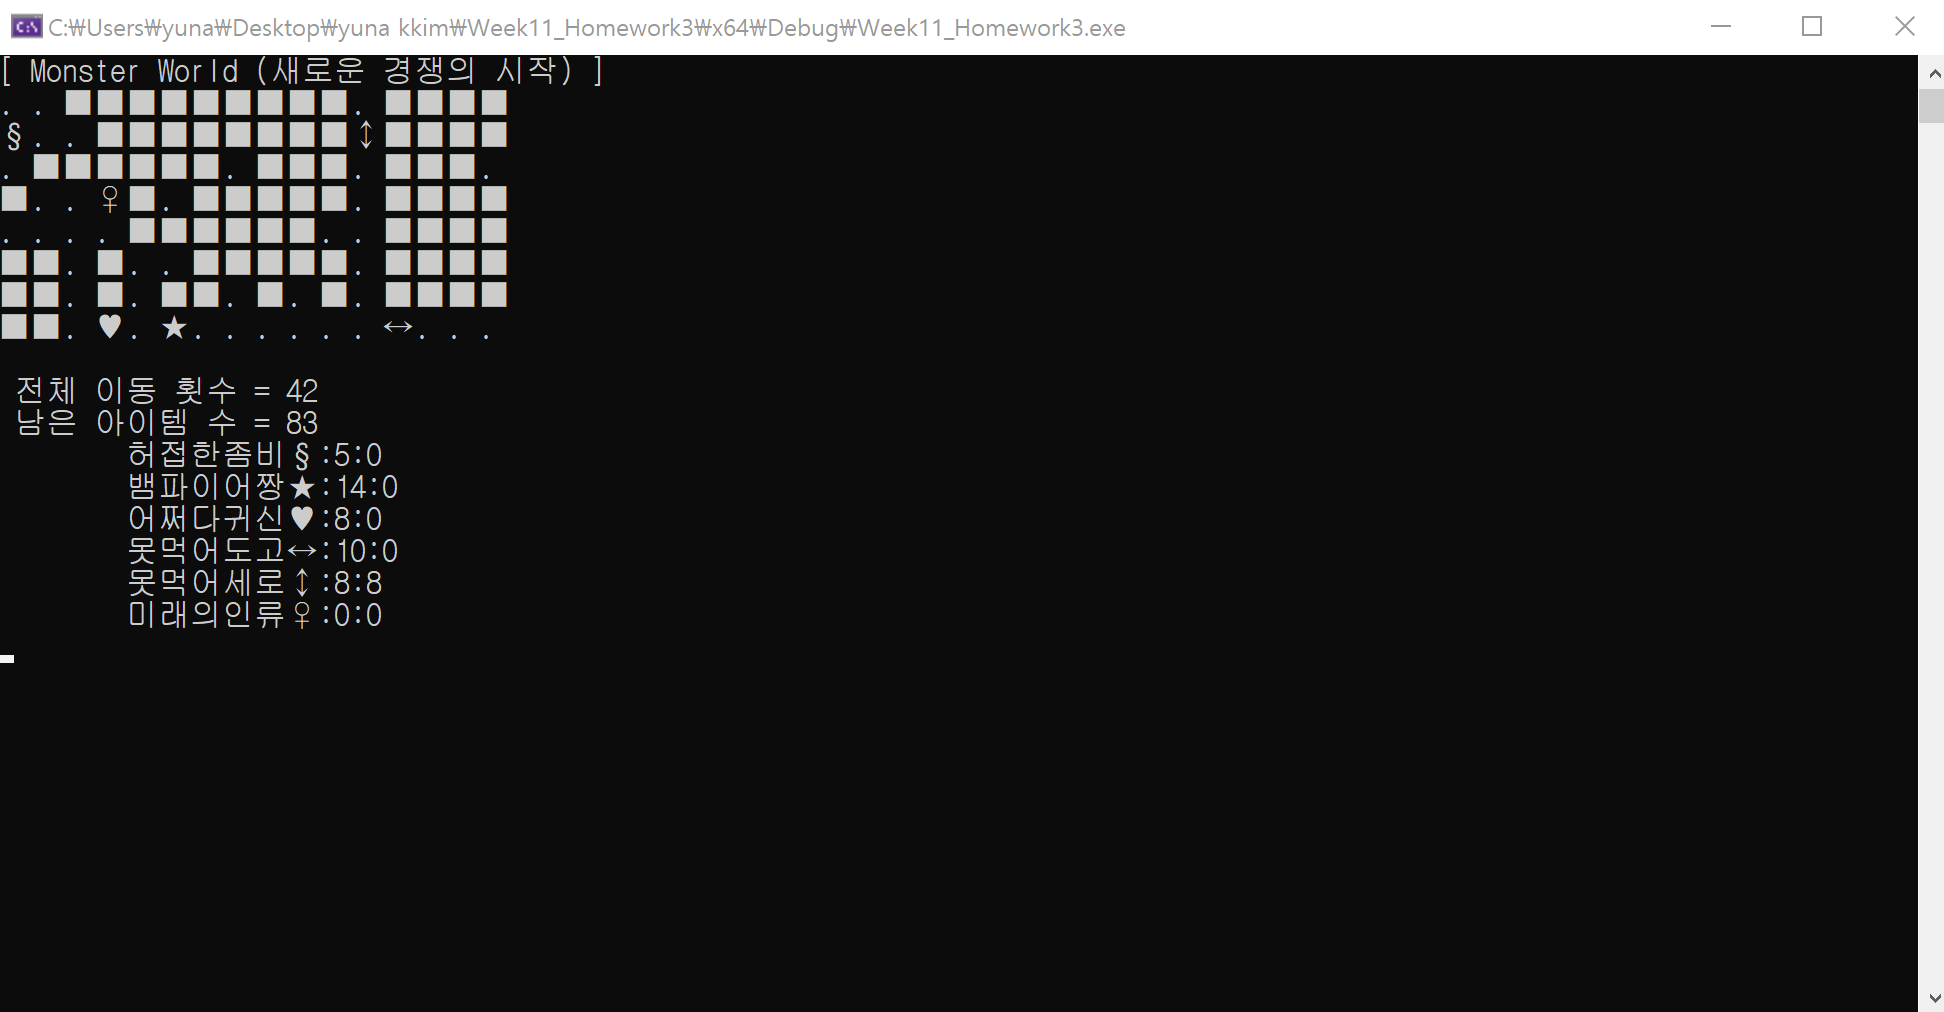 C:\Users\yuna\Desktop\yuna kkim\Week11_Homework3\x64\Debug\Week11_Homework3.exe
[ Monster World (새로운 경쟁의 시작) ]
. . ■■■■■■■■■. ■■■■
§. . ■■■■■■■■↕■■■■
. ■■■■■■. ■■■. ■■■.
■. . ♀■. ■■■■■. ■■■■
. . . . ■■■■■■. . ■■■■
■■. ■. . ■■■■■. ■■■■
■■. ■. ■■. ■. ■. ■■■■
■■. ♥. ★. . . . . . ↔. . .
전체 이동 횟수 = 42
남은 아이템 수 = 83
허접한좀비§:5:0
뱀파이어짱★:14:0
어쩌다귀신♥:8:0
못먹어도고↔:10:0
못먹어세로↕:8:8
미래의인류♀:0:0